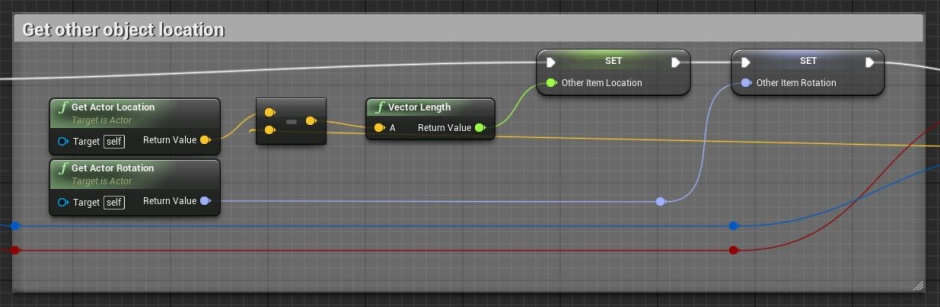 Get other object location
SET
SET
Other Item Location
Other Item Rotation
f Get Actor Location
Target is Actor
Target self
Return Value
-
f Vector Length
A
Return Value
f Get Actor Rotation
Target is Actor
Target self
Return Value